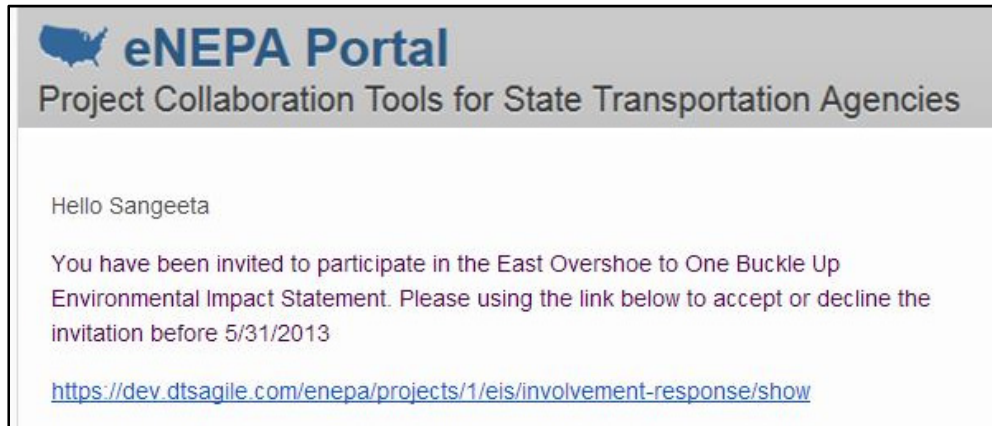 eNEPA Portal
Project Collaboration Tools for State Transportation Agencies
Hello Sangeeta
You have been invited to participate in the East Overshoe to One Buckle Up
Environmental Impact Statement. Please using the link below to accept or decline the
invitation before 5/31/2013
https://dev.dtsagile.com/enepa/projects/1/eis/involvement-response/show